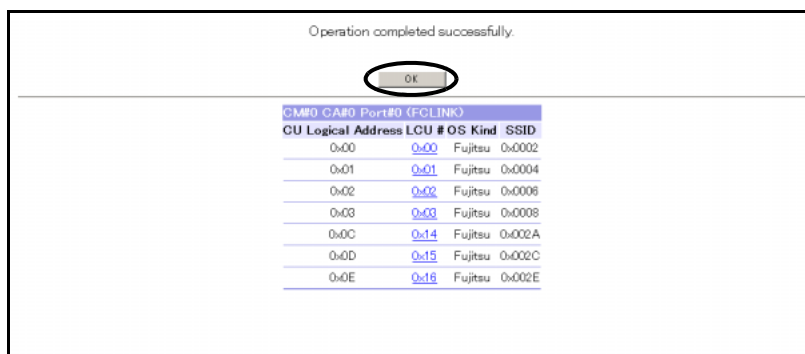 Operation completed successfully.
OK
CM#0 CA#0 Port#0 (FCLINK)
CU Logical Address LCU # OS Kind SSID
0x00 0x00 Fujitsu 0x0002
0x01 0x01 Fujitsu 0x0004
0x02 0x02 Fujitsu 0x0006
0x03 0x03 Fujitsu 0x0008
0x0C 0x14 Fujitsu 0x002A
0x0D 0x15 Fujitsu 0x002C
0x0E 0x16 Fujitsu 0x002E